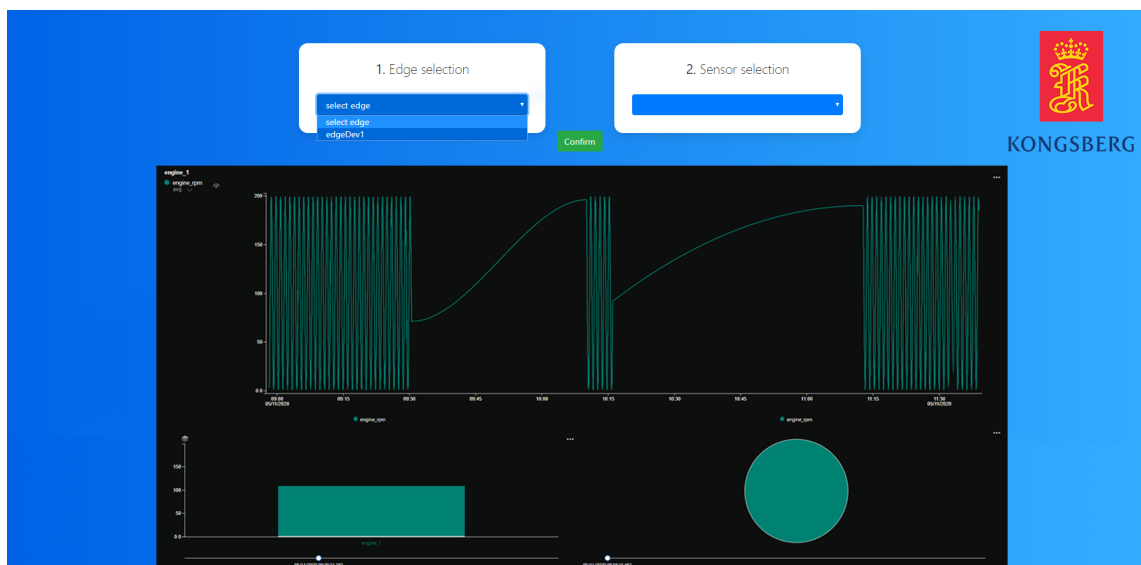 1. Edge selection
select edge
select edge
edgeDev1
2. Sensor selection
Confirm
KONGSBERG
engine_1
engine_rpm
avg
200
150
100
50
0.0
09:00
05/11/2020
09:15
09:30
09:45
10:00
10:15
10:30
10:45
11:00
11:15
11:30
05/11/2020
engine_rpm
engine_rpm
150
100
50
0.0
engine_1